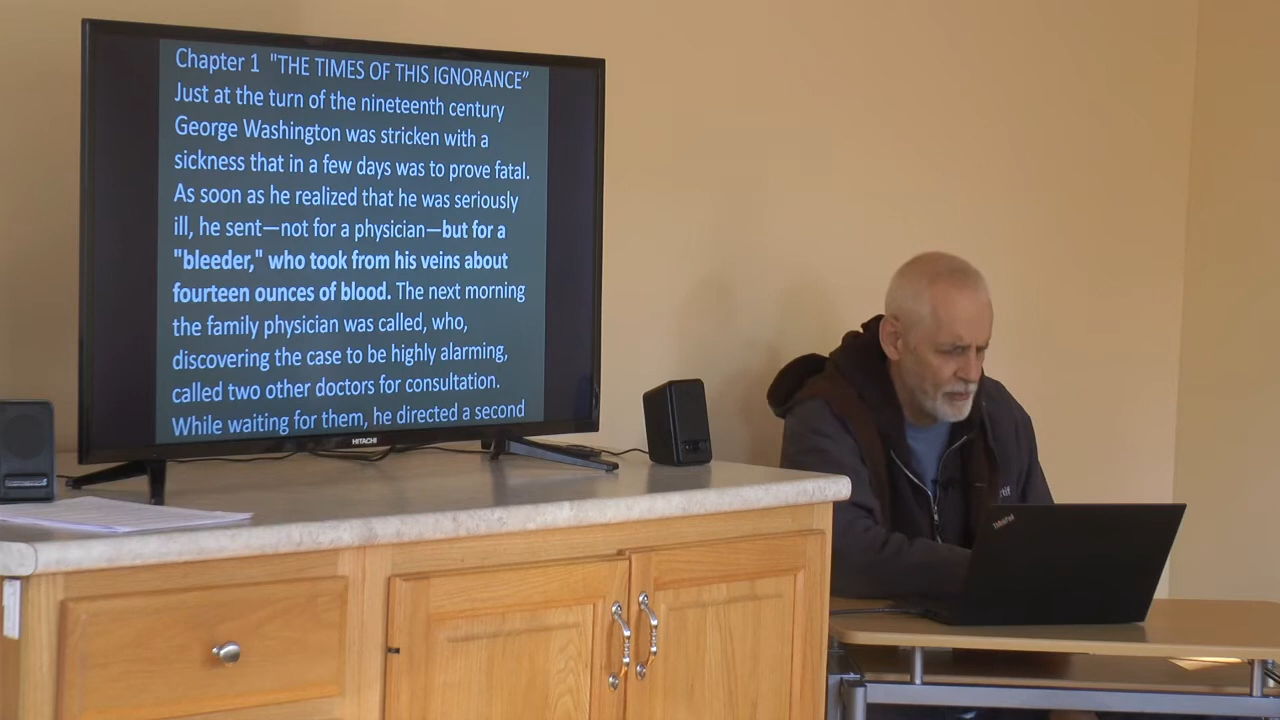 Chapter 1 "THE TIMES OF THIS IGNORANCE"
Just at the turn of the nineteenth century
George Washington was stricken with a
sickness that in a few days was to prove fatal.
As soon as he realized that he was seriously
ill, he sent—not for a physician—but for a
"bleeder," who took from his veins about
fourteen ounces of blood. The next morning
the family physician was called, who,
discovering the case to be highly alarming,
called two other doctors for consultation.
While waiting for them, he directed a second
HITACHI
ThinkPad